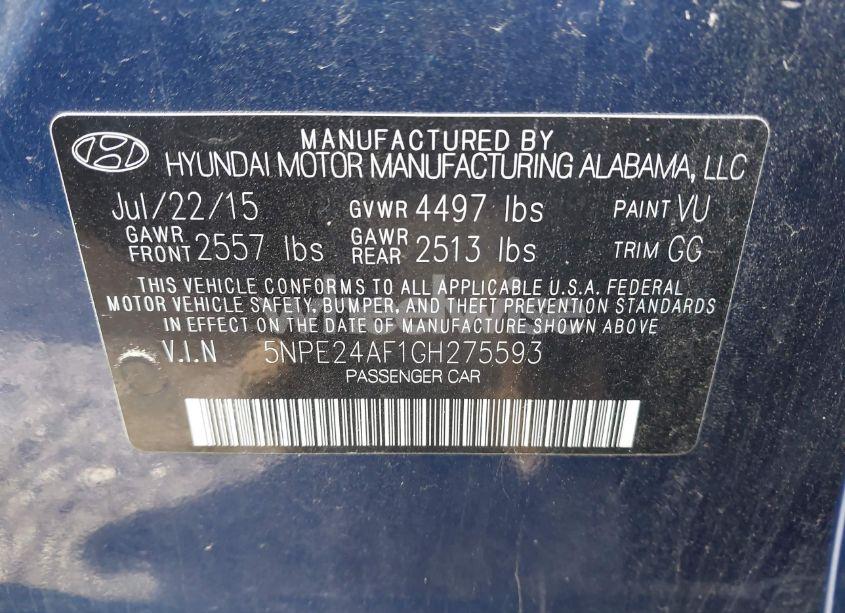 MANUFACTURED BY
HYUNDAI MOTOR MANUFACTURING ALABAMA, LLC
Jul/22/15 GVWR 4497 lbs PAINT VU
GAWR FRONT 2557 lbs GAWR REAR 2513 lbs TRIM GG
THIS VEHICLE CONFORMS TO ALL APPLICABLE U.S.A. FEDERAL
MOTOR VEHICLE SAFETY, BUMPER, AND THEFT PREVENTION STANDARDS
IN EFFECT ON THE DATE OF MANUFACTURE SHOWN ABOVE
V.I.N 5NPE24AF1GH275593
PASSENGER CAR